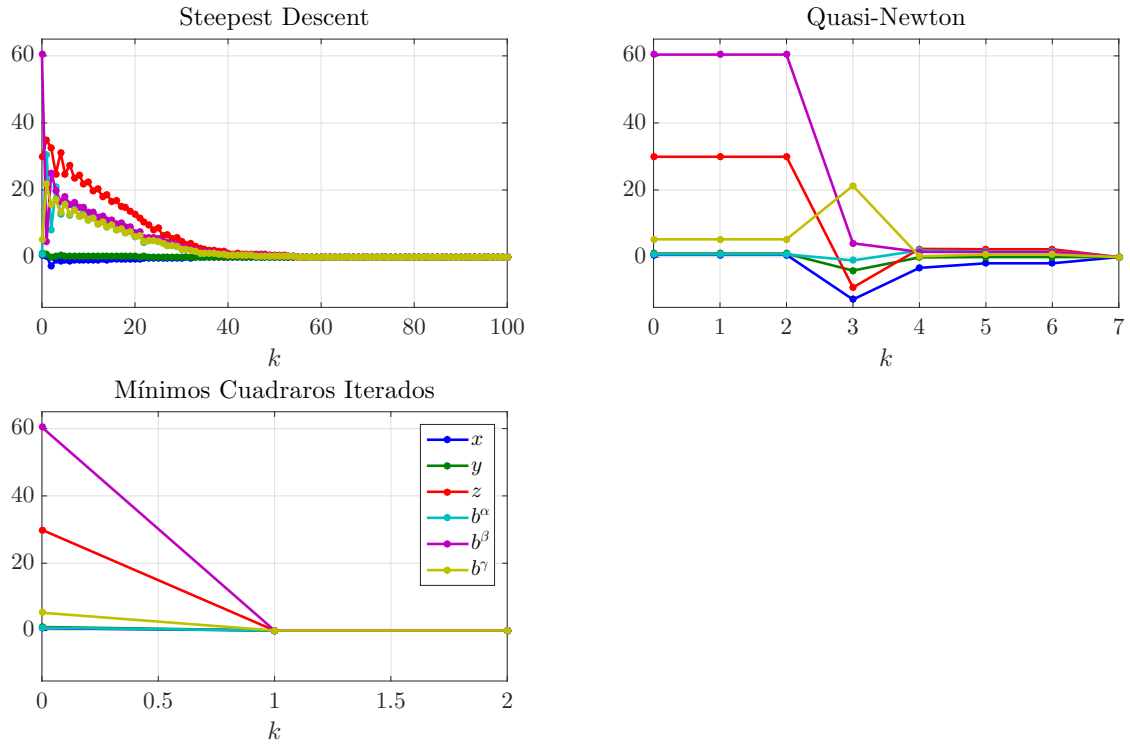 Steepest Descent
60
40
20
0
0 20 40 60 80 100
k
Quasi-Newton
60
40
20
0
0 1 2 3 4 5 6 7
k
Mínimos Cuadraros Iterados
60
40
20
0
0 0.5 1 1.5 2
k
x
y
z
b^α
b^β
b^γ